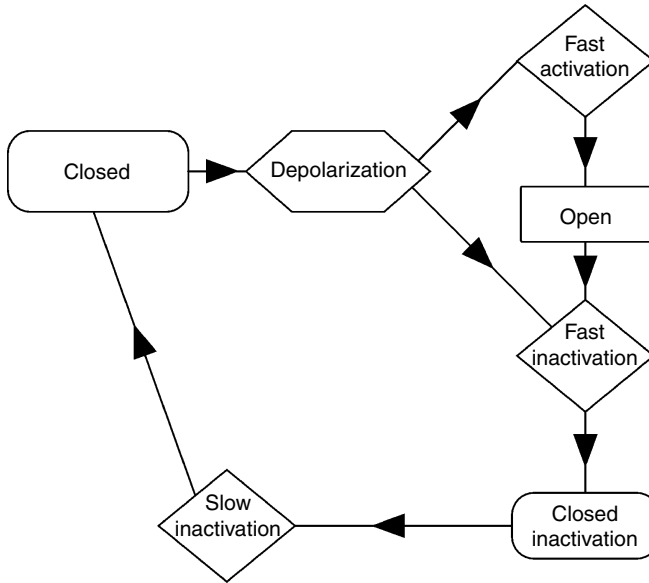 Fast
activation
Closed
Depolarization
Open
Fast
inactivation
Closed
inactivation
Slow
inactivation